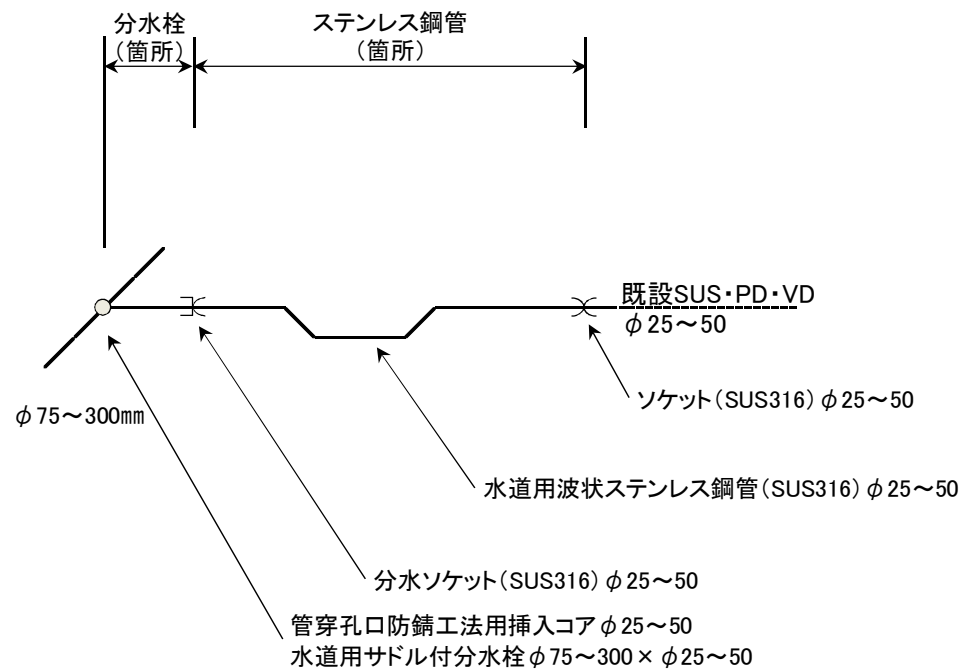 分水栓
(箇所)
ステンレス鋼管
(箇所)
既設SUS・PD・VD
φ25～50
ソケット(SUS316)φ25～50
φ75～300mm
水道用波状ステンレス鋼管(SUS316)φ25～50
分水ソケット(SUS316)φ25～50
管穿孔口防錆工法用挿入コアφ25～50
水道用サドル付分水栓φ75～300×φ25～50